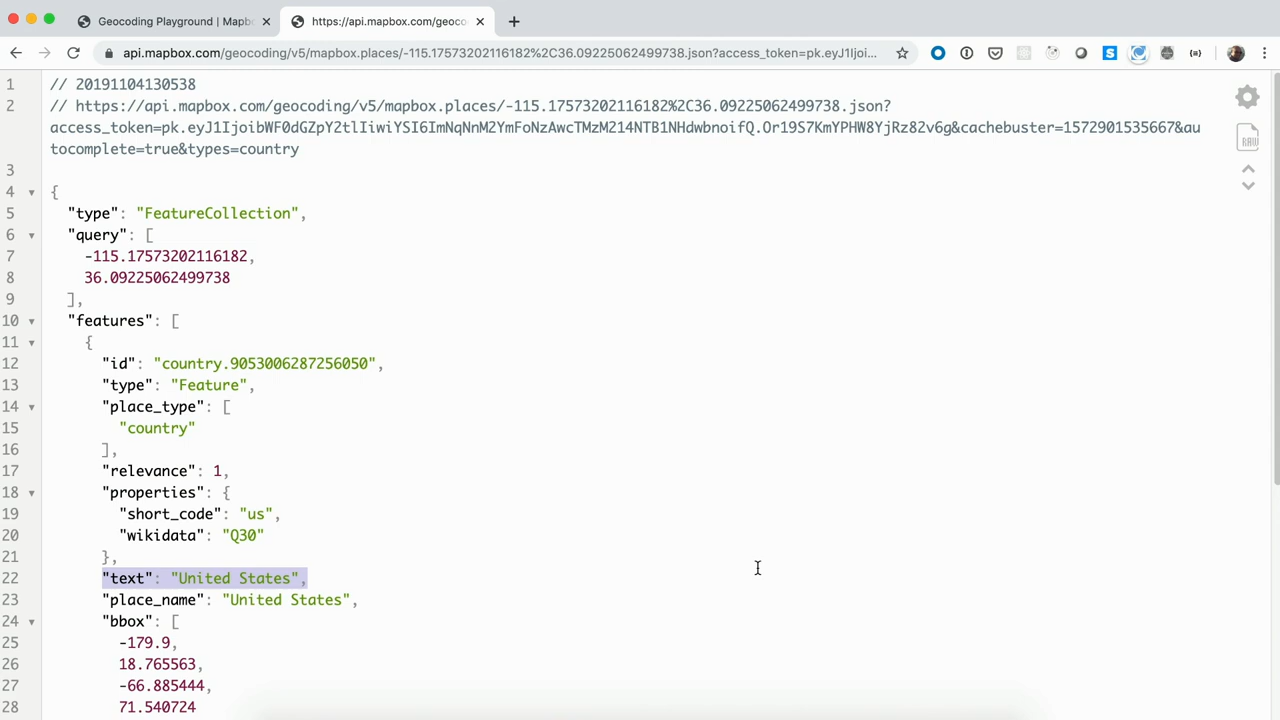 Geocoding Playground | Mapbo
https://api.mapbox.com/geoco
api.mapbox.com/geocoding/v5/mapbox.places/-115.17573202116182%2C36.09225062499738.json?access_token=pk.eyJ1Ijoi...
1 // 20191104130538
2 // https://api.mapbox.com/geocoding/v5/mapbox.places/-115.17573202116182%2C36.09225062499738.json?
access_token=pk.eyJ1IjoibWF0dGZpY2tlIiwiYSI6ImNqNnM2YmFoNzAwcTMzM214NTB1NHdwbnoifQ.Or19S7KmYPHW8YjRz82v6g&cachebuster=1572901535667&au
tocomplete=true&types=country
3
4 {
5 "type": "FeatureCollection",
6 "query": [
7 -115.17573202116182,
8 36.09225062499738
9 ],
10 "features": [
11 {
12 "id": "country.9053006287256050",
13 "type": "Feature",
14 "place_type": [
15 "country"
16 ],
17 "relevance": 1,
18 "properties": {
19 "short_code": "us",
20 "wikidata": "Q30"
21 },
22 "text": "United States",
23 "place_name": "United States",
24 "bbox": [
25 -179.9,
26 18.765563,
27 -66.885444,
28 71.540724
RAW